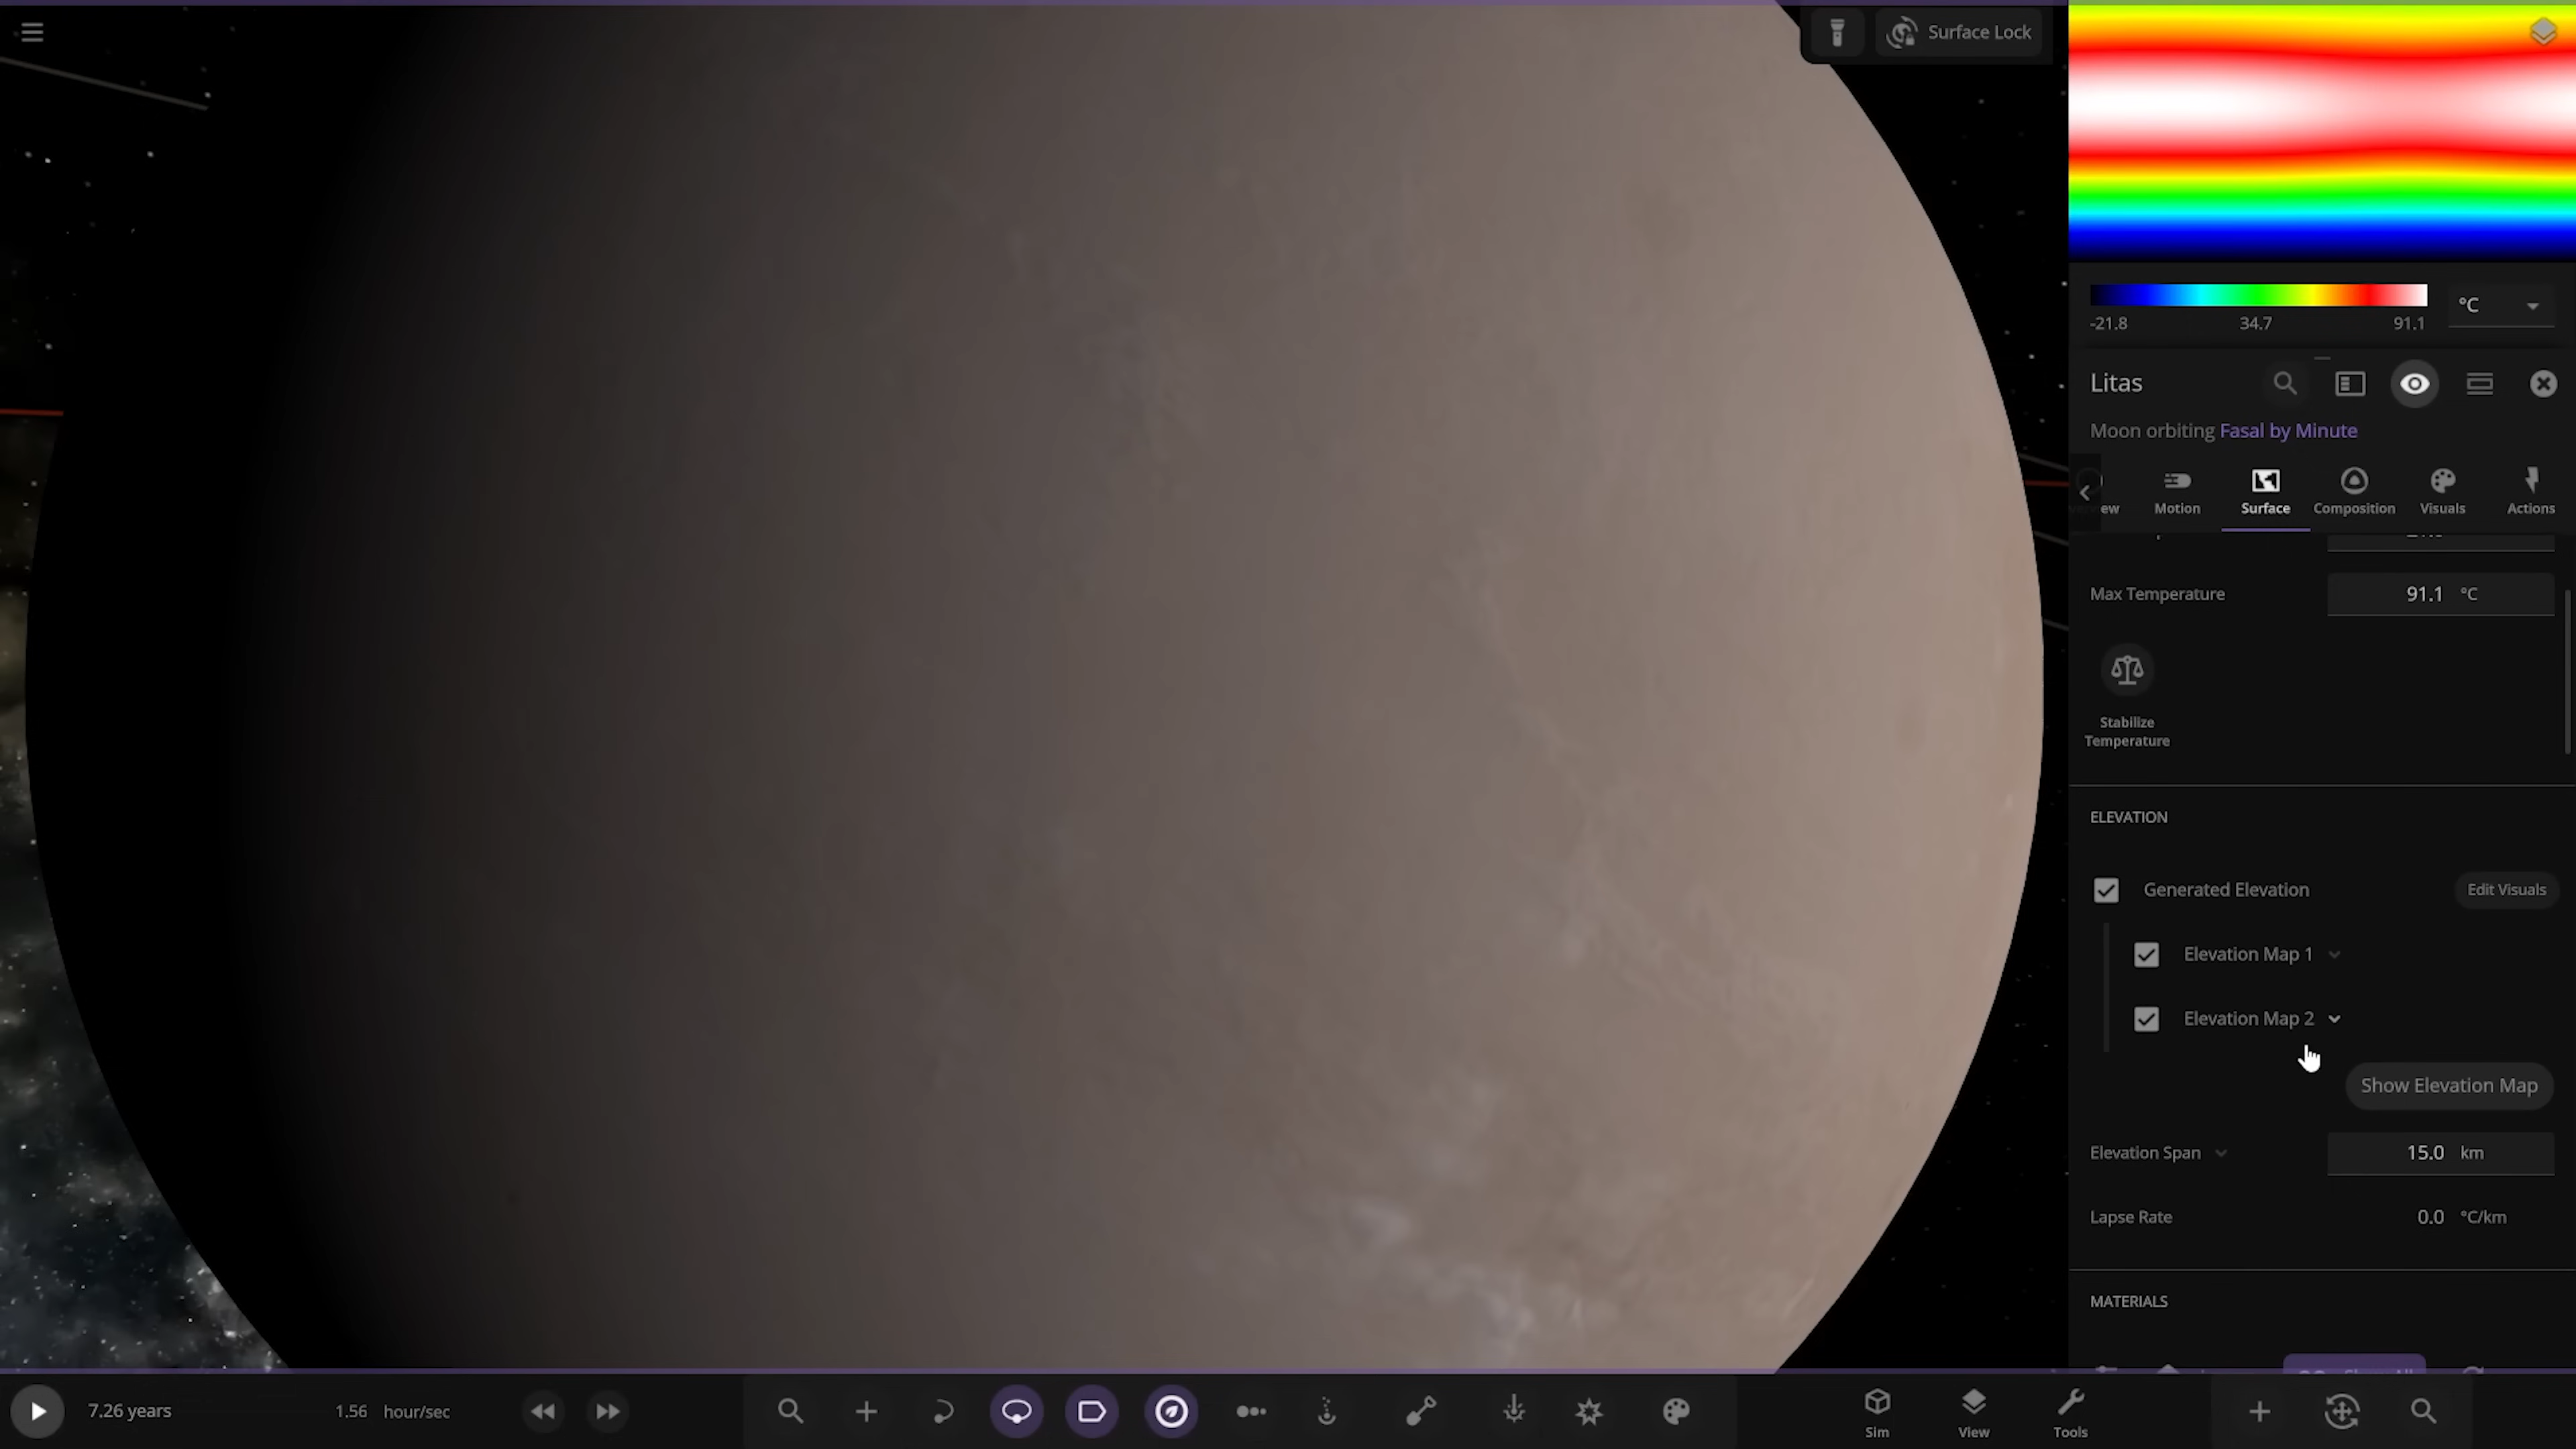 Surface Lock
°C
-21.8 34.7 91.1
Litas
Moon orbiting Fasal by Minute
ew Motion Surface Composition Visuals Actions
Max Temperature 91.1 °C
Stabilize
Temperature
ELEVATION
Generated Elevation Edit Visuals
Elevation Map 1
Elevation Map 2
Show Elevation Map
Elevation Span 15.0 km
Lapse Rate 0.0 °C/km
MATERIALS
7.26 years 1.56 hour/sec
Sim View Tools